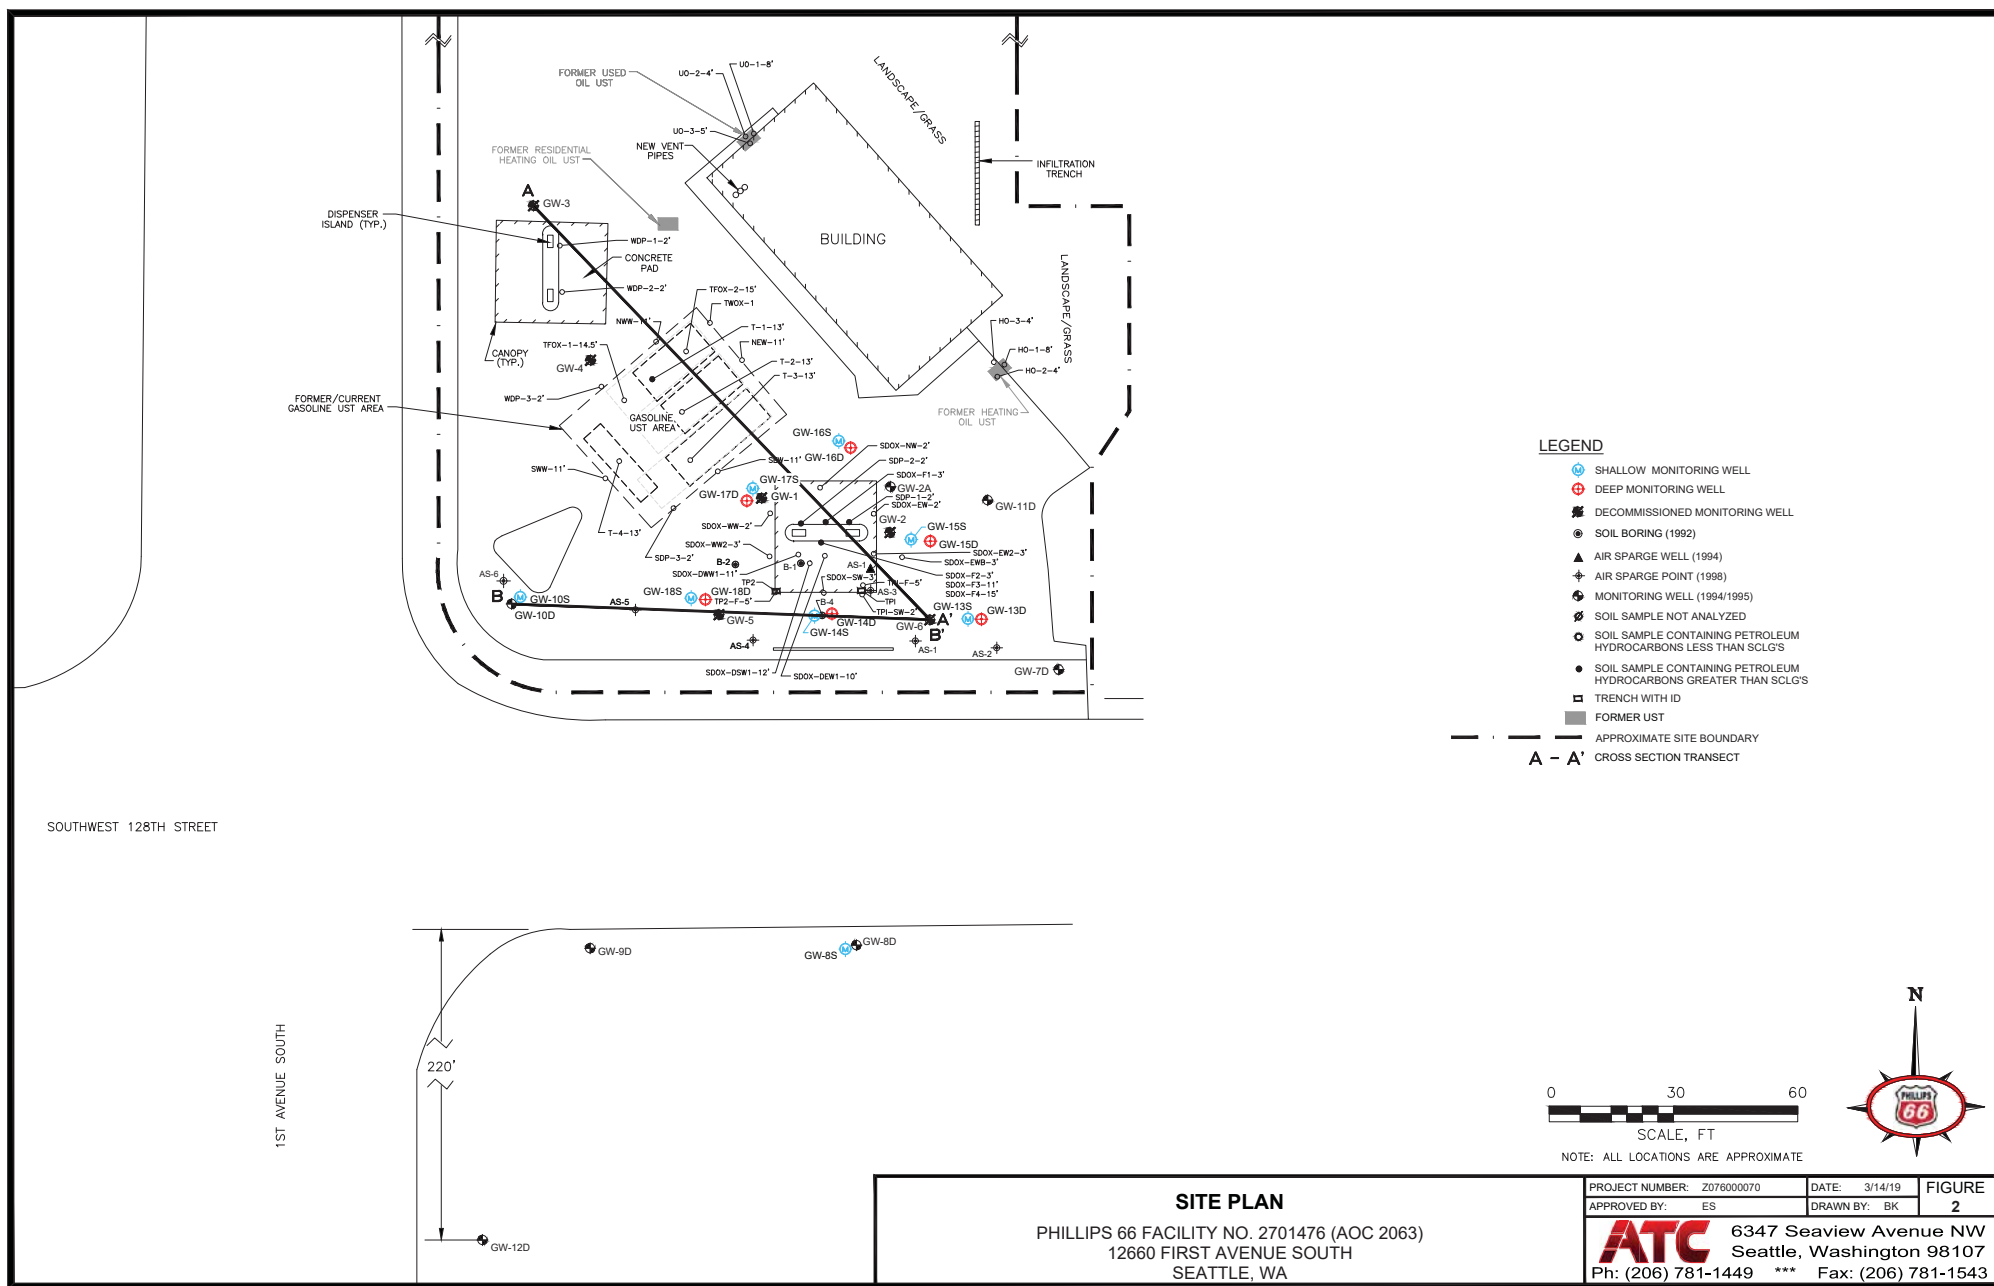 UO-1-8'
UO-2-4'
FORMER USED
OIL UST
UO-3-5'
NEW VENT
PIPES
FORMER RESIDENTIAL
HEATING OIL UST
LANDSCAPE/GRASS
INFILTRATION
TRENCH
A
GW-3
DISPENSER
ISLAND (TYP.)
WDP-1-2'
CONCRETE
PAD
BUILDING
LANDSCAPE/GRASS
WDP-2-2'
TFOX-2-15'
TWOX-1
NWW-11'
T-1-13'
NEW-11'
TFOX-1-14.5'
CANOPY
(TYP.)
GW-4
T-2-13'
T-3-13'
HO-3-4'
HO-1-8'
HO-2-4'
WDP-3-2'
FORMER/CURRENT
GASOLINE UST AREA
GASOLINE
UST AREA
FORMER HEATING
OIL UST
GW-16S
GW-16D
SDOX-NW-2'
SDP-2-2'
SDOX-F1-3'
SWW-11'
GW-17S
GW-17D
GW-1
GW-2A
SDP-1-2'
SDOX-EW-2'
GW-11D
GW-2
GW-15S
GW-15D
SDOX-WW-2'
T-4-13'
SDP-3-2'
SDOX-WW2-3'
B-2
B-1
AS-1
SDOX-EW2-3'
SDOX-EWB-3'
SDOX-DWW1-11'
SDOX-SW-3'
SDOX-F2-3'
SDOX-F3-11'
SDOX-F4-15'
AS-6
TP2
TPI-F-5'
AS-3
TPI
B
GW-10S
GW-10D
AS-5
GW-18S
GW-18D
TP2-F-5'
B-4
TPI-SW-2'
GW-5
GW-14D
GW-14S
GW-6
GW-13S
A'
B'
GW-13D
AS-4
AS-1
AS-2
SDOX-DSW1-12'
SDOX-DEW1-10'
GW-7D
LEGEND
SHALLOW MONITORING WELL
DEEP MONITORING WELL
DECOMMISSIONED MONITORING WELL
SOIL BORING (1992)
AIR SPARGE WELL (1994)
AIR SPARGE POINT (1998)
MONITORING WELL (1994/1995)
SOIL SAMPLE NOT ANALYZED
SOIL SAMPLE CONTAINING PETROLEUM
HYDROCARBONS LESS THAN SCLG'S
SOIL SAMPLE CONTAINING PETROLEUM
HYDROCARBONS GREATER THAN SCLG'S
TRENCH WITH ID
FORMER UST
APPROXIMATE SITE BOUNDARY
A - A' CROSS SECTION TRANSECT
SOUTHWEST 128TH STREET
GW-9D
GW-8S
GW-8D
1ST AVENUE SOUTH
220'
GW-12D
N
PHILLIPS
66
0 30 60
SCALE, FT
NOTE: ALL LOCATIONS ARE APPROXIMATE
SITE PLAN
PHILLIPS 66 FACILITY NO. 2701476 (AOC 2063)
12660 FIRST AVENUE SOUTH
SEATTLE, WA
PROJECT NUMBER: Z076000070
DATE: 3/14/19
FIGURE
2
APPROVED BY: ES
DRAWN BY: BK
ATC
6347 Seaview Avenue NW
Seattle, Washington 98107
Ph: (206) 781-1449 *** Fax: (206) 781-1543